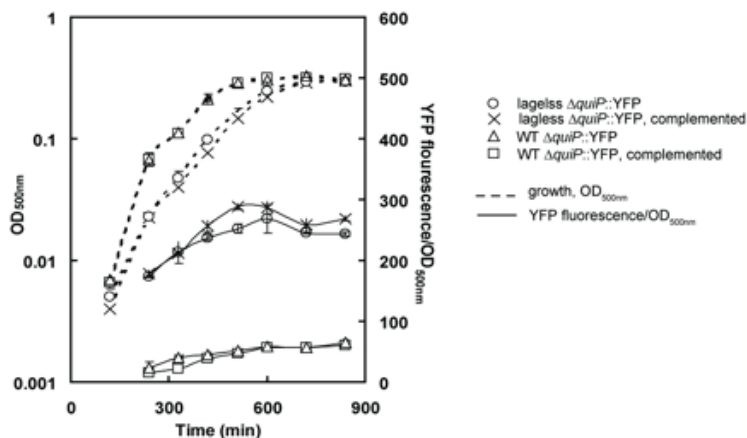 1
0.1
0.01
0.001
OD500nm
600
500
400
300
200
100
0
YFP flourescence/OD500nm
0 300 600 900
Time (min)
lagelss ΔquiP::YFP
lagless ΔquiP::YFP, complemented
WT ΔquiP::YFP
WT ΔquiP::YFP, complemented
growth, OD500nm
YFP fluorescence/OD500nm